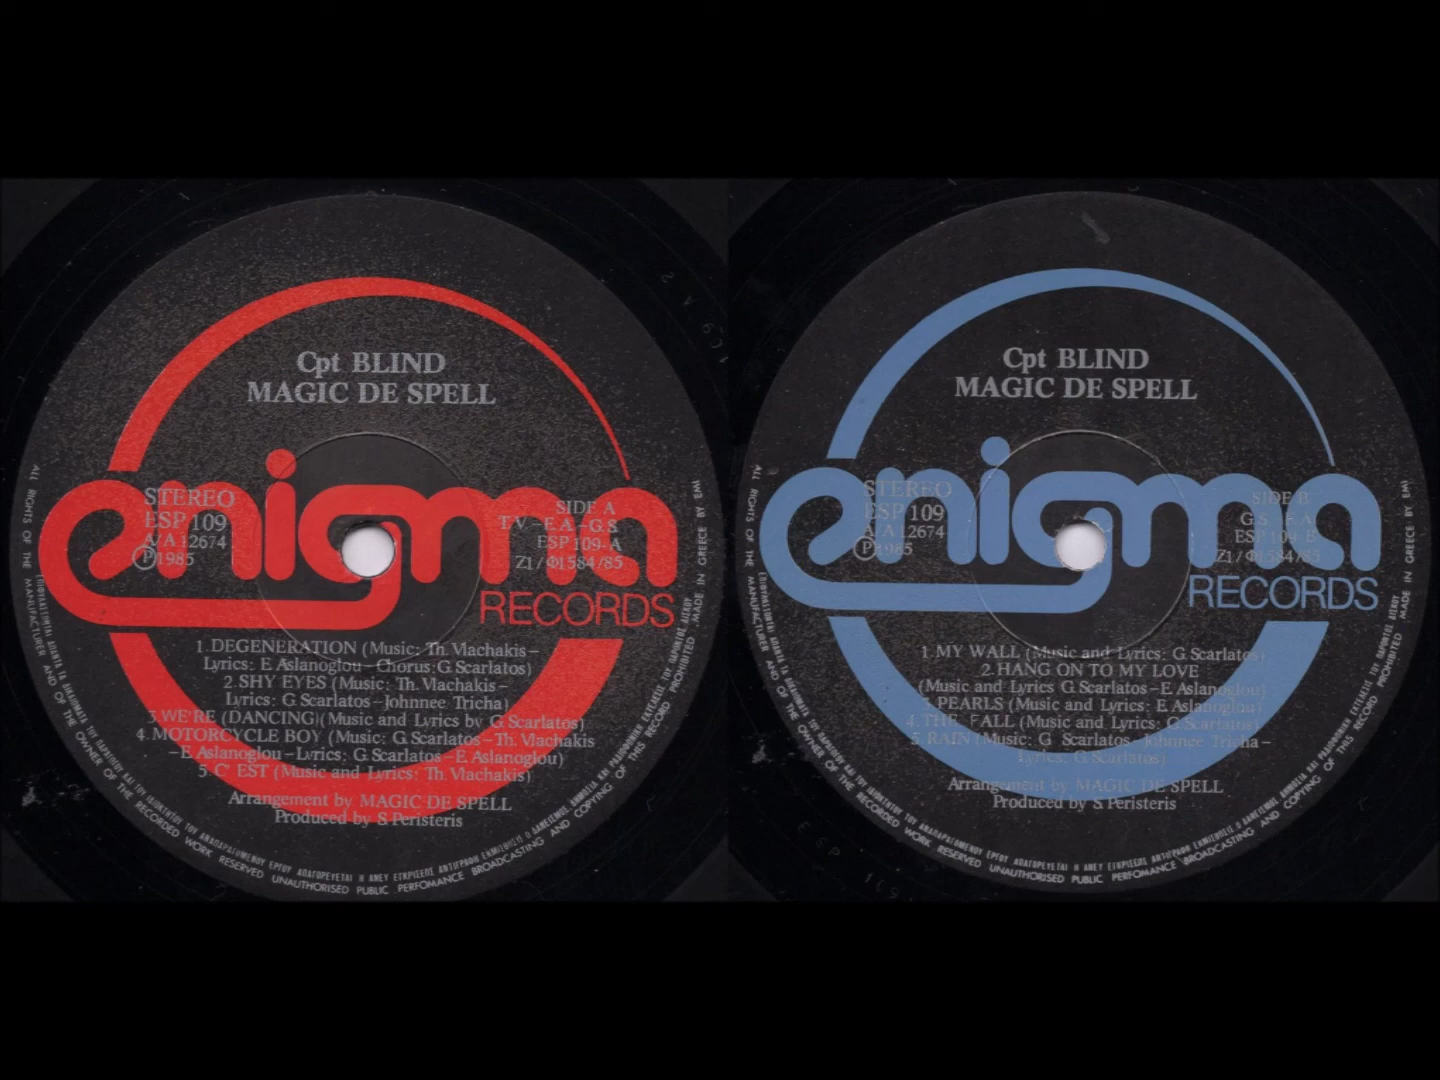 Cpt BLIND
MAGIC DE SPELL
enigma
RECORDS
STEREO
ESP 109
A/A 12674
Ⓟ 1985
SIDE A
T.V.-E.A.-G.S.
ESP 109-A
Z1/Φ1584/85
1. DEGENERATION (Music: Th. Vlachakis-
Lyrics: E. Aslanoglou - Chorus: G. Scarlatos)
2. SHY EYES (Music: Th. Vlachakis-
Lyrics: G. Scarlatos-Johnnee Tricha)
3. WE'RE (DANCING) (Music and Lyrics by G. Scarlatos)
4. MOTORCYCLE BOY (Music: G. Scarlatos-Th. Vlachakis
-E. Aslanoglou-Lyrics: G. Scarlatos-E. Aslanoglou)
5. C' EST (Music and Lyrics: Th. Vlachakis)
Arrangement by MAGIC DE SPELL
Produced by S. Peristeris
ALL RIGHTS OF THE MANUFACTURER AND OF THE OWNER OF THE RECORDED WORK RESERVED UNAUTHORISED PUBLIC PERFOMANCE BROADCASTING AND COPYING OF THIS RECORD PROHIBITED MADE IN GREECE BY EMI
Cpt BLIND
MAGIC DE SPELL
enigma
RECORDS
STEREO
ESP 109
A/A 12674
Ⓟ 1985
SIDE B
G.S. E.A.
ESP 109-B
Z1/Φ1584/85
1. MY WALL (Music and Lyrics: G. Scarlatos)
2. HANG ON TO MY LOVE
(Music and Lyrics G. Scarlatos-E. Aslanoglou)
3. PEARLS (Music and Lyrics: E. Aslanoglou)
4. THE FALL (Music and Lyrics: G. Scarlatos)
5. RAIN (Music: G. Scarlatos-Johnnee Tricha-
Lyrics: G. Scarlatos)
Arrangement by MAGIC DE SPELL
Produced by S. Peristeris
ALL RIGHTS OF THE MANUFACTURER AND OF THE OWNER OF THE RECORDED WORK RESERVED UNAUTHORISED PUBLIC PERFOMANCE BROADCASTING AND COPYING OF THIS RECORD PROHIBITED MADE IN GREECE BY EMI